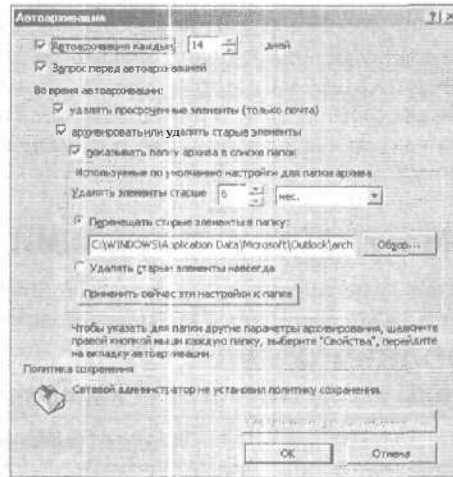 Автоархивация
Автоархивация каждые 14 дней
Запрос перед автоархивацией
Во время автоархивации:
удалять просроченные элементы (только почта)
архивировать или удалять старые элементы
показывать папку архива в списке папок
Используемые по умолчанию настройки для папки архива
Удалять элементы старше 6 мес.
Перемещать старые элементы в папку:
C:\WINDOWS\Application Data\Microsoft\Outlook\arch Обзор...
Удалять старые элементы навсегда
Применить сейчас эти настройки к папке
Чтобы указать для папки другие параметры архивирования, щелкните
правой кнопкой мыши каждую папку, выберите "Свойства", перейдите
на вкладку автоархивации.
Политика сохранения
Сетевой администратор не установил политику сохранения.
ОК Отмена